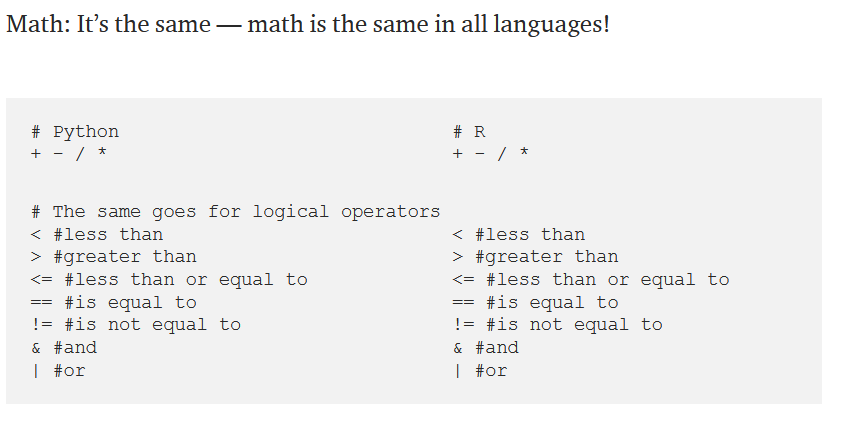 Math: It’s the same — math is the same in all languages!
# Python # R
+ - / * + - / *
# The same goes for logical operators
< #less than < #less than
> #greater than > #greater than
<= #less than or equal to <= #less than or equal to
== #is equal to == #is equal to
!= #is not equal to != #is not equal to
& #and & #and
| #or | #or